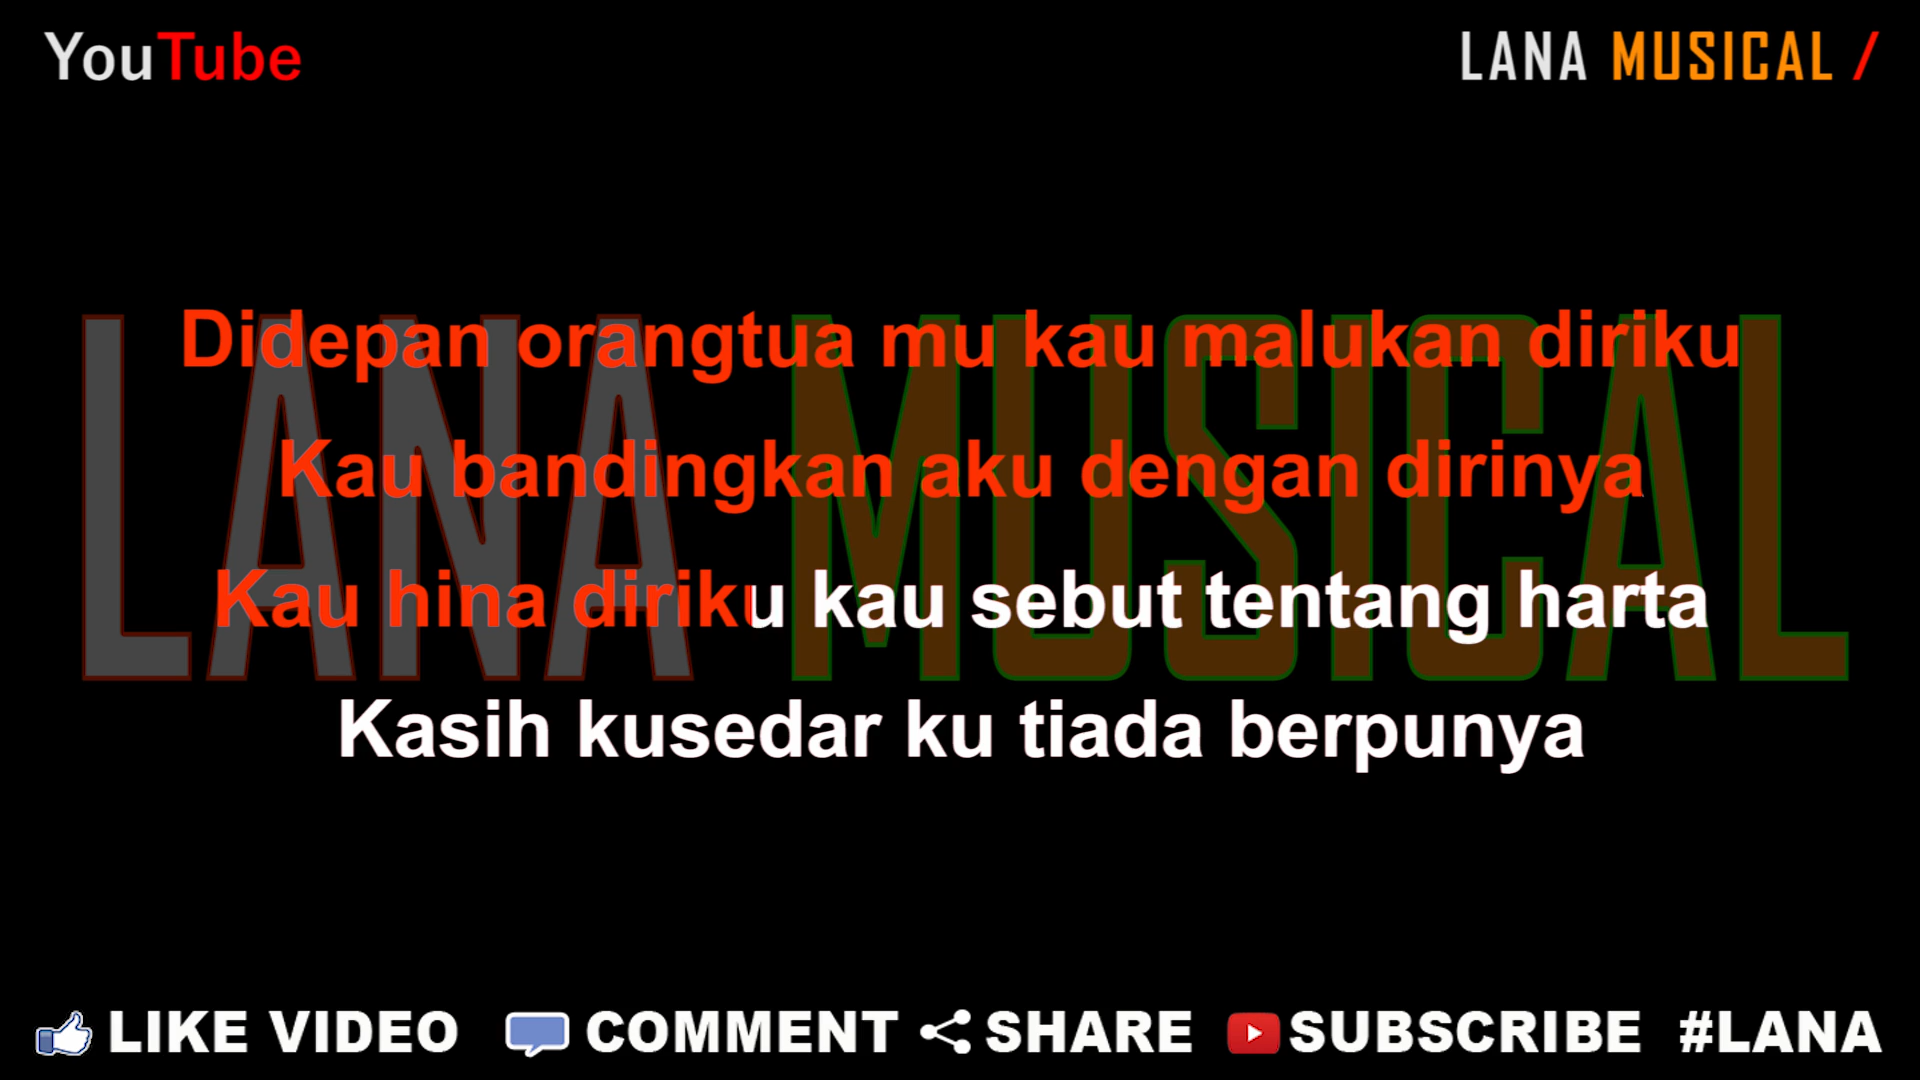 YouTube
LANA MUSICAL /
LANA MUSICAL
Didepan orangtua mu kau malukan diriku
Kau bandingkan aku dengan dirinya
Kau hina diriku kau sebut tentang harta
Kasih kusedar ku tiada berpunya
LIKE VIDEO COMMENT SHARE SUBSCRIBE #LANA